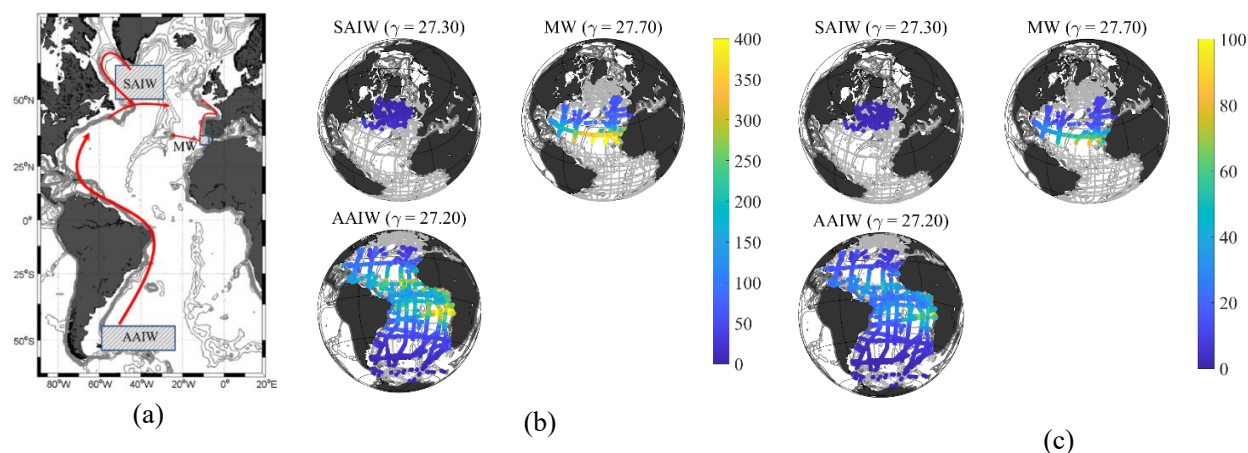 SAIW
MW
AAIW
50°N
25°N
0°
25°S
50°S
80°W
60°W
40°W
20°W
0°
20°E
(a)
SAIW (γ = 27.30)
MW (γ = 27.70)
AAIW (γ = 27.20)
400
350
300
250
200
150
100
50
0
(b)
SAIW (γ = 27.30)
MW (γ = 27.70)
AAIW (γ = 27.20)
100
80
60
40
20
0
(c)